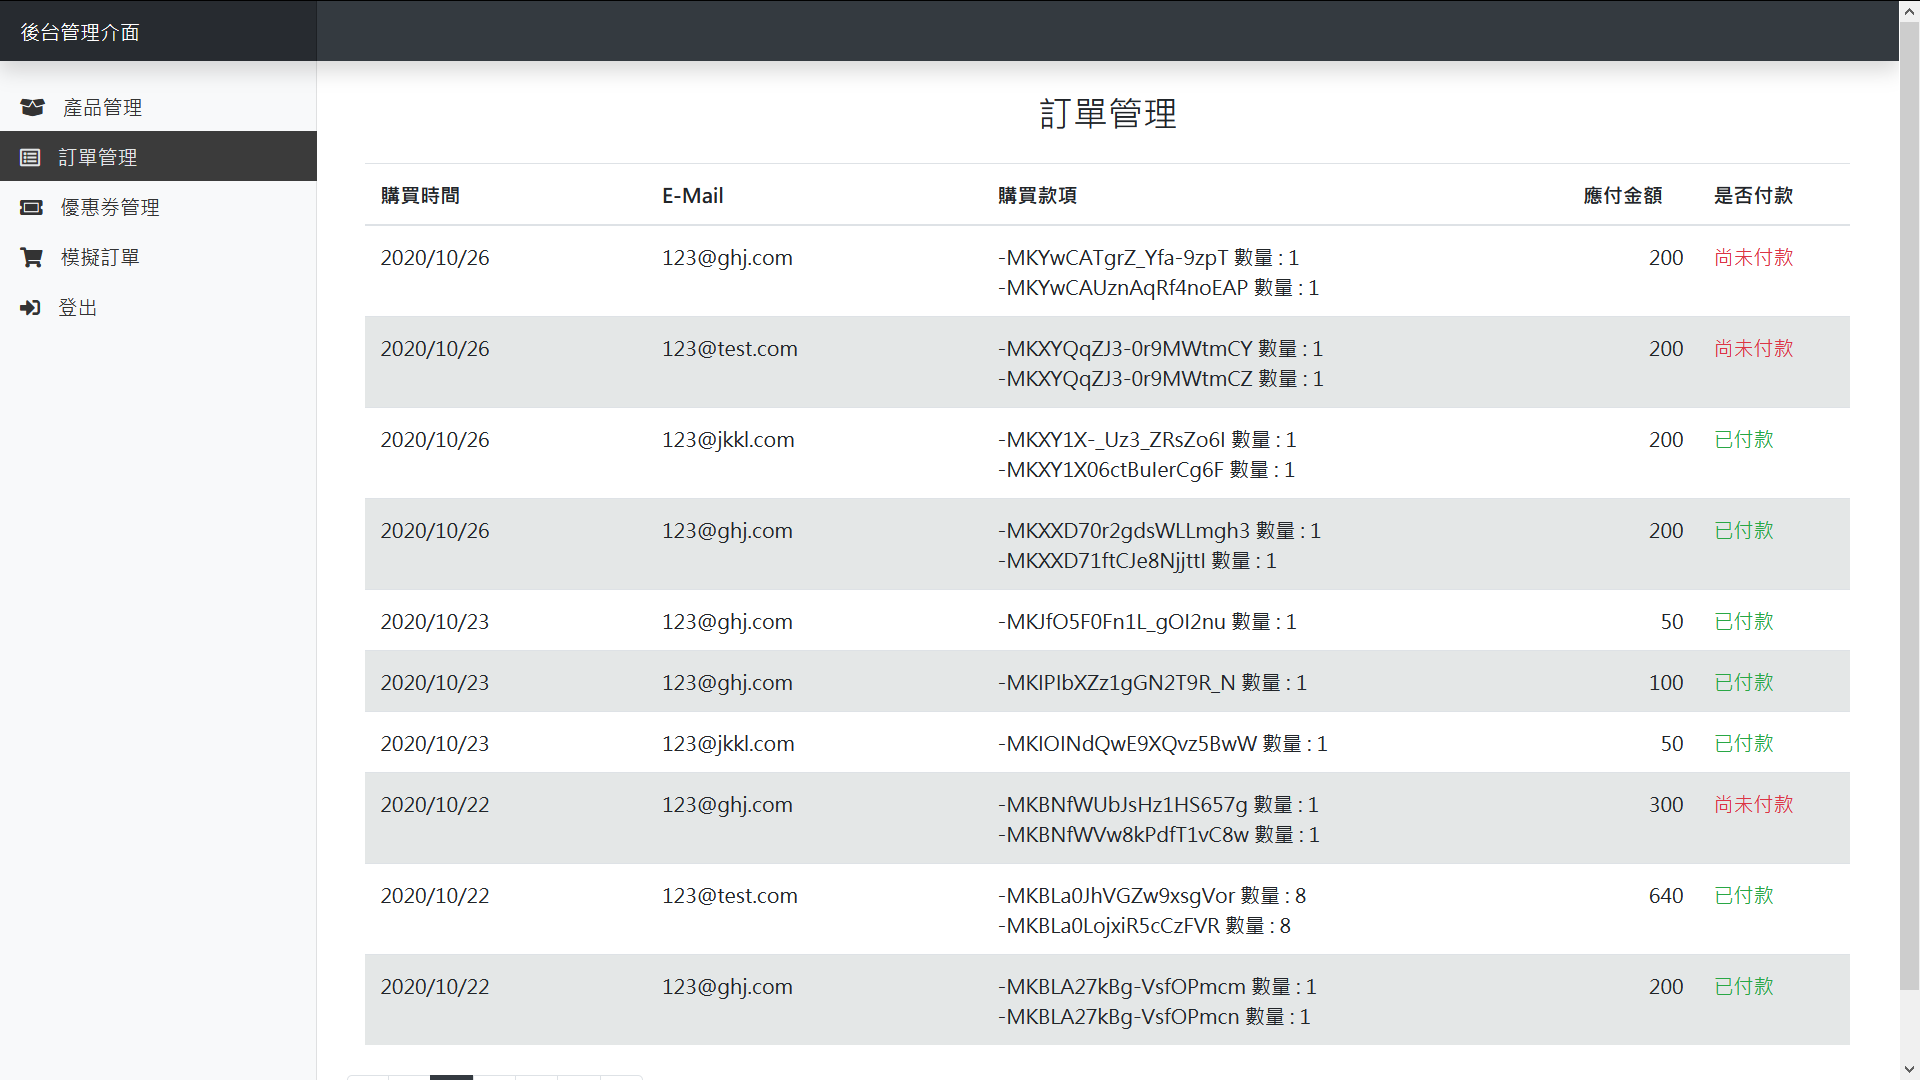 後台管理介面
產品管理
訂單管理
優惠券管理
模擬訂單
登出
訂單管理
購買時間 E-Mail 購買款項 應付金額 是否付款
2020/10/26 123@ghj.com -MKYwCATgrZ_Yfa-9zpT 數量 : 1 200 尚未付款
-MKYwCAUznAqRf4noEAP 數量 : 1
2020/10/26 123@test.com -MKXYQqZJ3-0r9MWtmCY 數量 : 1 200 尚未付款
-MKXYQqZJ3-0r9MWtmCZ 數量 : 1
2020/10/26 123@jkkl.com -MKXY1X-_Uz3_ZRsZo6I 數量 : 1 200 已付款
-MKXY1X06ctBuIerCg6F 數量 : 1
2020/10/26 123@ghj.com -MKXXD70r2gdsWLLmgh3 數量 : 1 200 已付款
-MKXXD71ftCJe8NjjttI 數量 : 1
2020/10/23 123@ghj.com -MKJfO5F0Fn1L_gOI2nu 數量 : 1 50 已付款
2020/10/23 123@ghj.com -MKIPIbXZz1gGN2T9R_N 數量 : 1 100 已付款
2020/10/23 123@jkkl.com -MKIOINdQwE9XQvz5BwW 數量 : 1 50 已付款
2020/10/22 123@ghj.com -MKBNfWUbJsHz1HS657g 數量 : 1 300 尚未付款
-MKBNfWVw8kPdfT1vC8w 數量 : 1
2020/10/22 123@test.com -MKBLa0JhVGZw9xsgVor 數量 : 8 640 已付款
-MKBLa0LojxiR5cCzFVR 數量 : 8
2020/10/22 123@ghj.com -MKBLA27kBg-VsfOPmcm 數量 : 1 200 已付款
-MKBLA27kBg-VsfOPmcn 數量 : 1